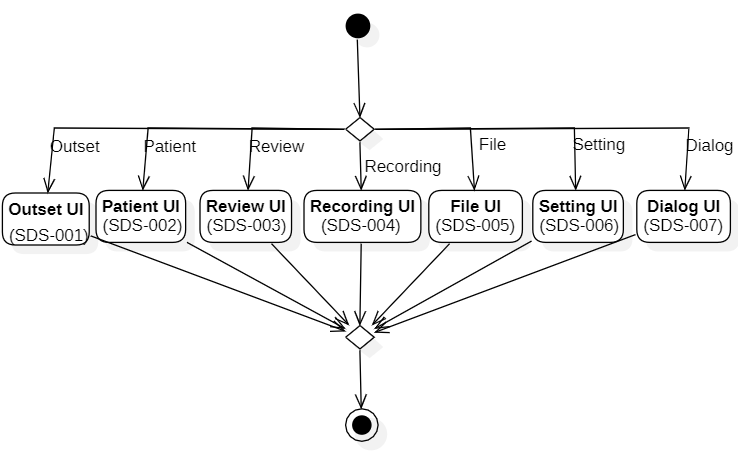 Outset
Patient
Review
Recording
File
Setting
Dialog
Outset UI
(SDS-001)
Patient UI
(SDS-002)
Review UI
(SDS-003)
Recording UI
(SDS-004)
File UI
(SDS-005)
Setting UI
(SDS-006)
Dialog UI
(SDS-007)